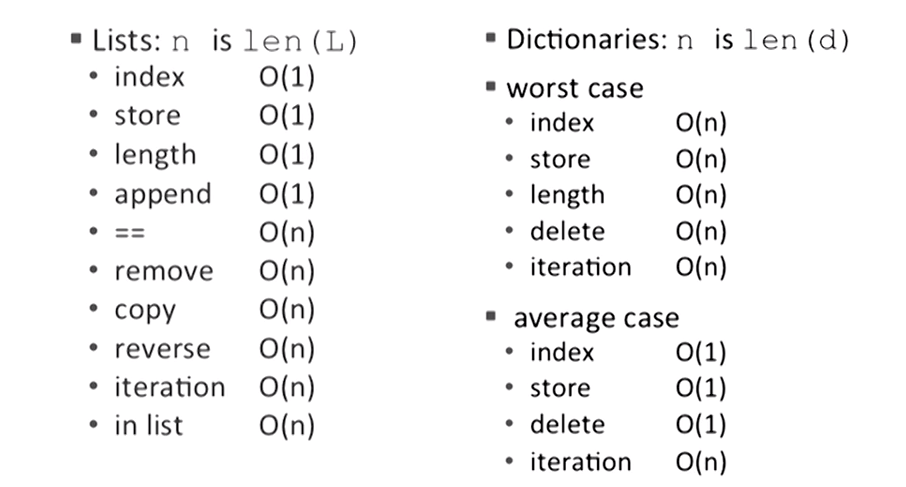 ▪ Lists: n is len(L)
• index O(1)
• store O(1)
• length O(1)
• append O(1)
• == O(n)
• remove O(n)
• copy O(n)
• reverse O(n)
• iteration O(n)
• in list O(n)
▪ Dictionaries: n is len(d)
▪ worst case
• index O(n)
• store O(n)
• length O(n)
• delete O(n)
• iteration O(n)
▪ average case
• index O(1)
• store O(1)
• delete O(1)
• iteration O(n)